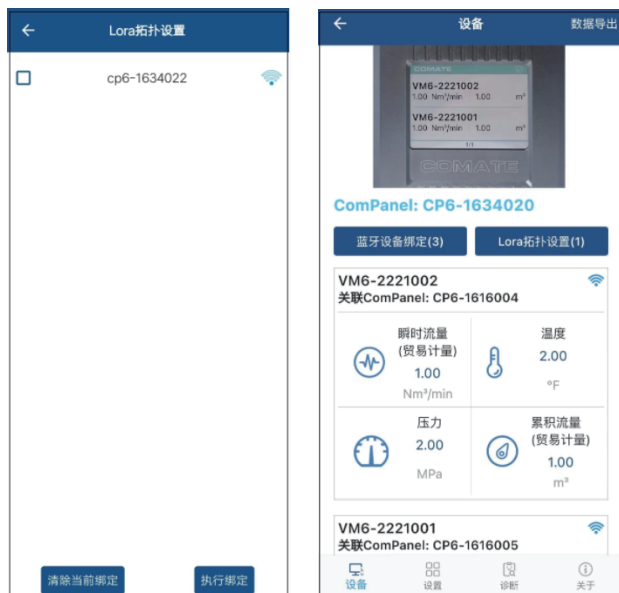 Lora拓扑设置
cp6-1634022
清除当前绑定
执行绑定
设备
数据导出
COMATE
VM6-2221002
1.00 Nm³/min 1.00 m³
VM6-2221001
1.00 Nm³/min 1.00 m³
1/1
COMATE
ComPanel: CP6-1634020
蓝牙设备绑定(3)
Lora拓扑设置(1)
VM6-2221002
关联ComPanel: CP6-1616004
瞬时流量
(贸易计量)
1.00
Nm³/min
温度
2.00
°F
压力
2.00
MPa
累积流量
(贸易计量)
1.00
m³
VM6-2221001
关联ComPanel: CP6-1616005
设备
设置
诊断
关于